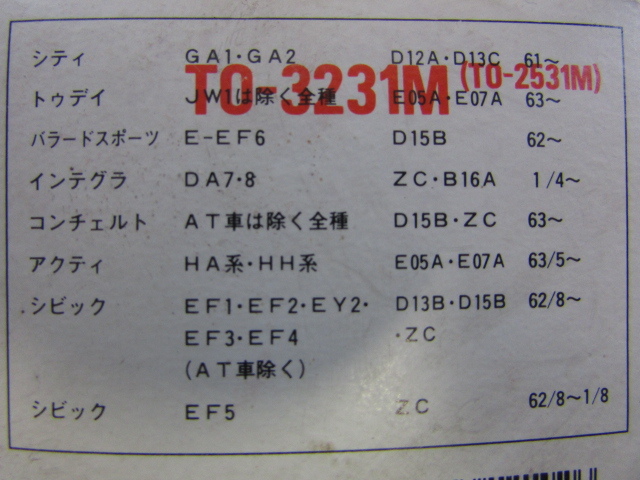 TO-3231M (TO-2531M)
シティ GA1・GA2 D12A・D13C 61～
トゥデイ JW1は除く全種 E05A・E07A 63～
バラードスポーツ E-EF6 D15B 62～
インテグラ DA7・8 ZC・B16A 1/4～
コンチェルト AT車は除く全種 D15B・ZC 63～
アクティ HA系・HH系 E05A・E07A 63/5～
シビック EF1・EF2・EY2・ D13B・D15B 62/8～
EF3・EF4 ・ZC
(AT車除く)
シビック EF5 ZC 62/8～1/8